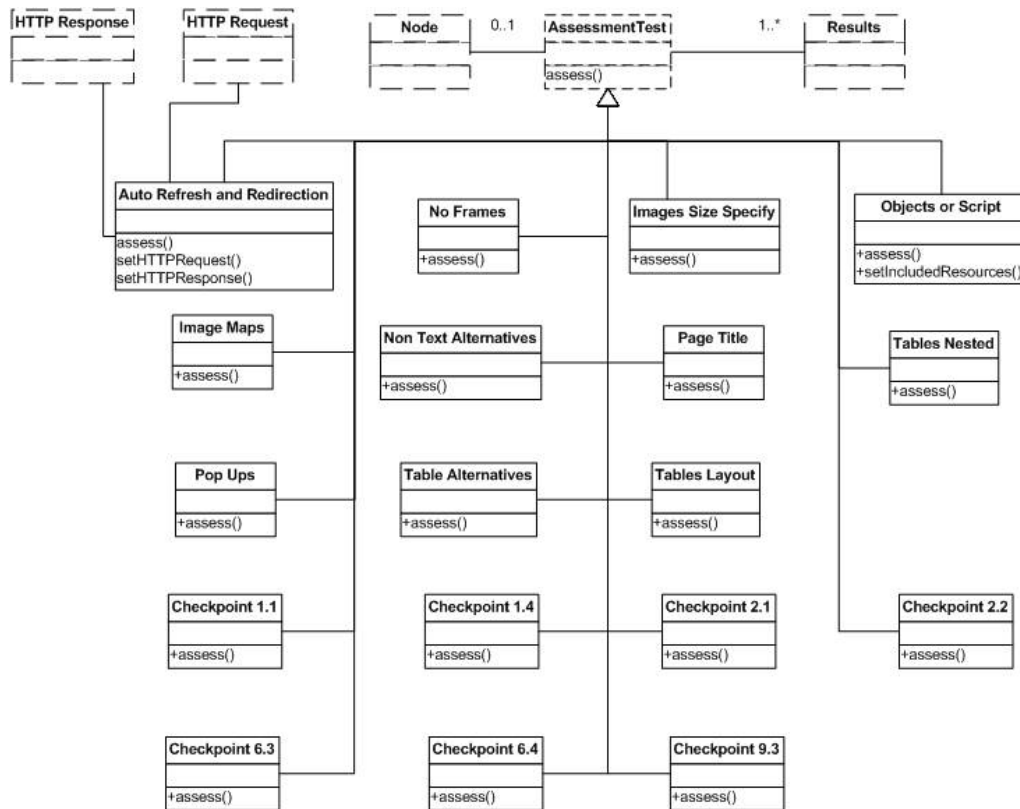 HTTP Response
HTTP Request
Node
0..1
AssessmentTest
1..*
Results
assess()
Auto Refresh and Redirection
assess()
setHTTPRequest()
setHTTPResponse()
No Frames
+assess()
Images Size Specify
+assess()
Objects or Script
+assess()
+setIncludedResources()
Image Maps
+assess()
Non Text Alternatives
+assess()
Page Title
+assess()
Tables Nested
+assess()
Pop Ups
+assess()
Table Alternatives
+assess()
Tables Layout
+assess()
Checkpoint 1.1
+assess()
Checkpoint 1.4
+assess()
Checkpoint 2.1
+assess()
Checkpoint 2.2
+assess()
Checkpoint 6.3
+assess()
Checkpoint 6.4
+assess()
Checkpoint 9.3
+assess()